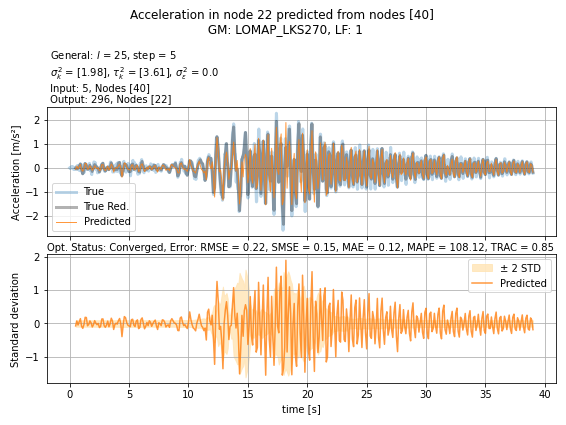 Acceleration in node 22 predicted from nodes [40]
GM: LOMAP_LKS270, LF: 1
General: l = 25, step = 5
σ²ₖ = [1.98], τ²ₖ = [3.61], σ²ε = 0.0
Input: 5, Nodes [40]
Output: 296, Nodes [22]
Acceleration [m/s²]
2
1
0
−1
−2
True
True Red.
Predicted
Opt. Status: Converged, Error: RMSE = 0.22, SMSE = 0.15, MAE = 0.12, MAPE = 108.12, TRAC = 0.85
Standard deviation
2
1
0
−1
± 2 STD
Predicted
0 5 10 15 20 25 30 35 40
time [s]